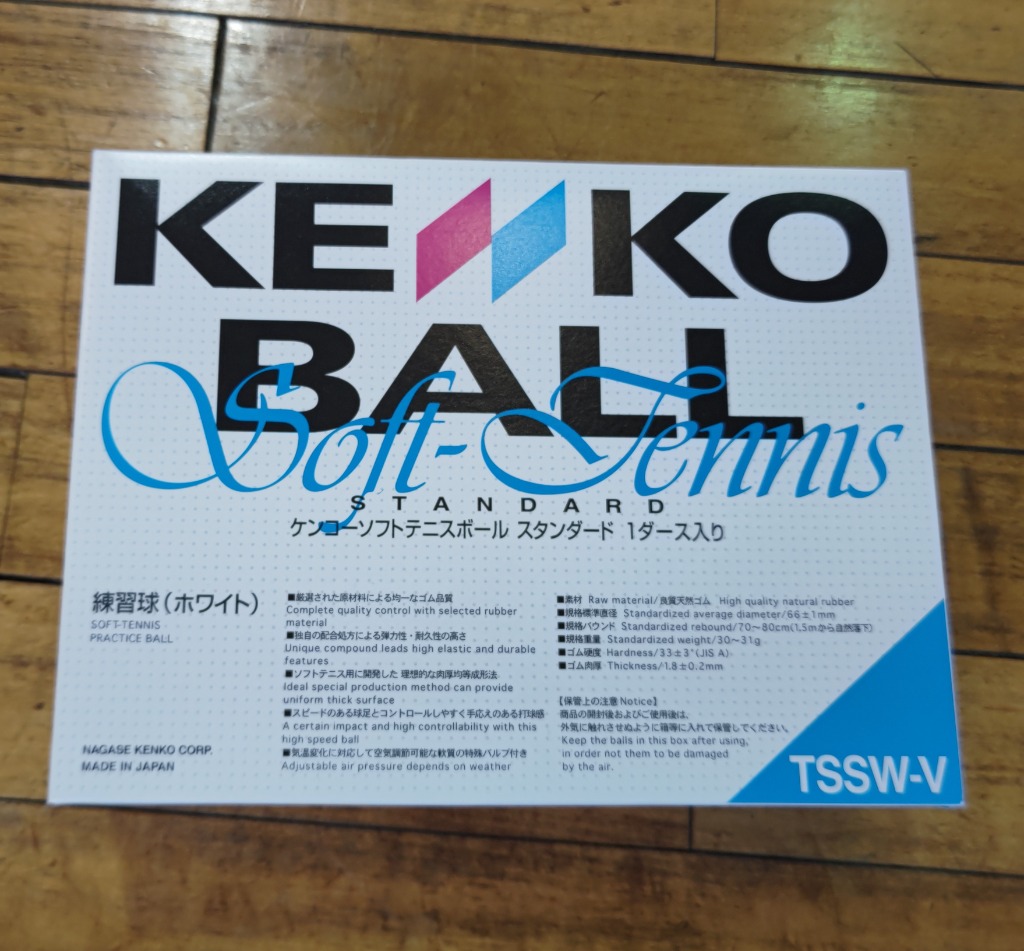 KENKO
BALL
Soft-Tennis
STANDARD
ケンコーソフトテニスボール スタンダード 1ダース入り
練習球(ホワイト)
SOFT-TENNIS
PRACTICE BALL
■厳選された原材料による均一なゴム品質
Complete quality control with selected rubber
material
■独自の配合処方による弾力性・耐久性の高さ
Unique compound leads high elastic and durable
features
■ソフトテニス用に開発した 理想的な肉厚均等成形法
Ideal special production method can provide
uniform thick surface
■スピードのある球足とコントロールしやすく手応えのある打球感
A certain impact and high controllability with this
high speed ball
■気温変化に対応して空気調節可能な軟質の特殊バルブ付き
Adjustable air pressure depends on weather
■素材 Raw material/良質天然ゴム High quality natural rubber
■規格標準直径 Standardized average diameter/66±1mm
■規格バウンド Standardized rebound/70～80cm(1.5mから自然落下)
■規格重量 Standardized weight/30～31g
■ゴム硬度 Hardness/33±3°(JIS A)
■ゴム肉厚 Thickness/1.8±0.2mm
【保管上の注意 Notice】
商品の開封後およびご使用後は、
外気に触れさせぬように箱等に入れて保管してください。
Keep the balls in this box after using,
in order not them to be damaged
by the air.
NAGASE KENKO CORP.
MADE IN JAPAN
TSSW-V